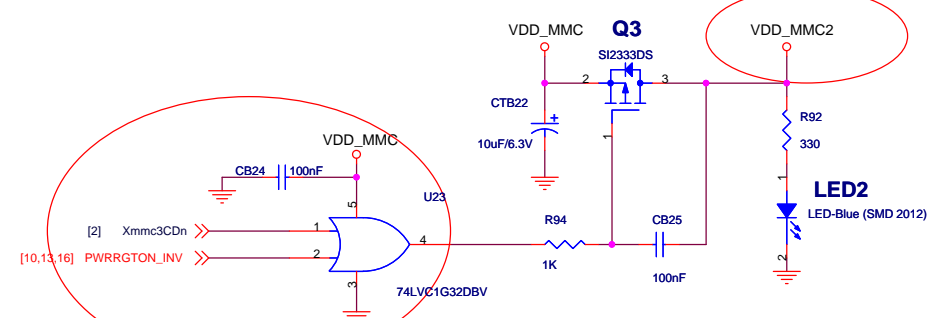 VDD_MMC
Q3
VDD_MMC2
SI2333DS
2
3
CTB22
10uF/6.3V
1
R92
330
VDD_MMC
CB24
100nF
U23
5
1
LED2
LED-Blue (SMD 2012)
[2]
Xmmc3CDn
1
R94
CB25
4
[10,13,16]
PWRRGTON_INV
2
1K
2
100nF
3
74LVC1G32DBV